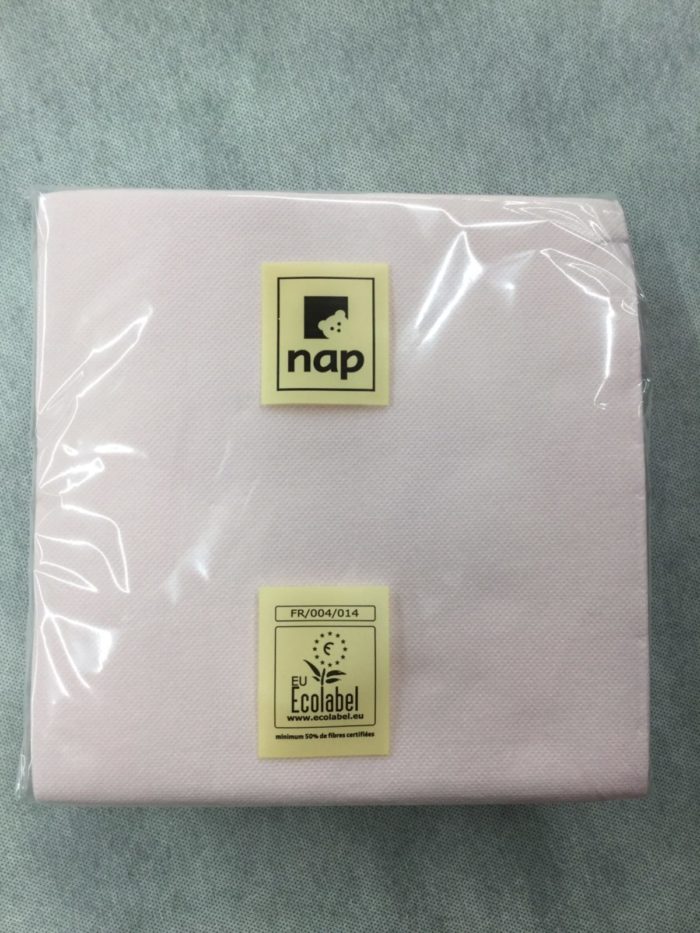 nap
FR/004/014
EU
Ecolabel
www.ecolabel.eu
minimum 50% de fibres certifiées